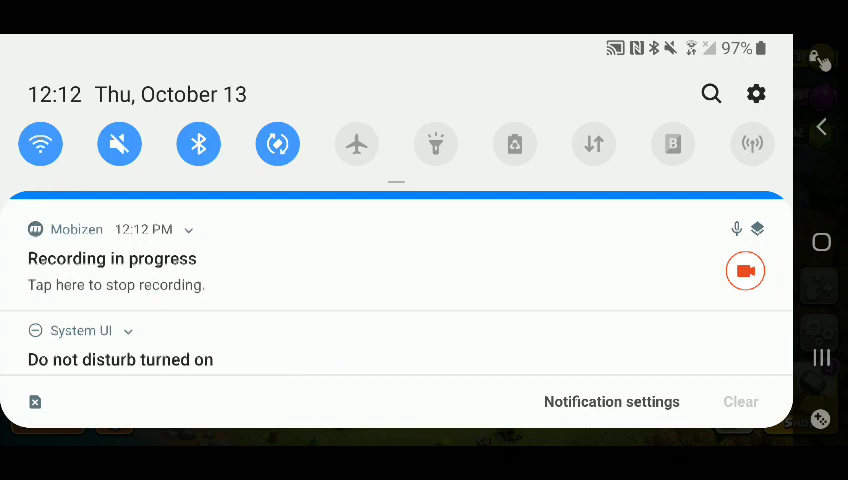 97%
12:12 Thu, October 13
B
Mobizen 12:12 PM
Recording in progress
Tap here to stop recording.
System UI
Do not disturb turned on
Notification settings Clear